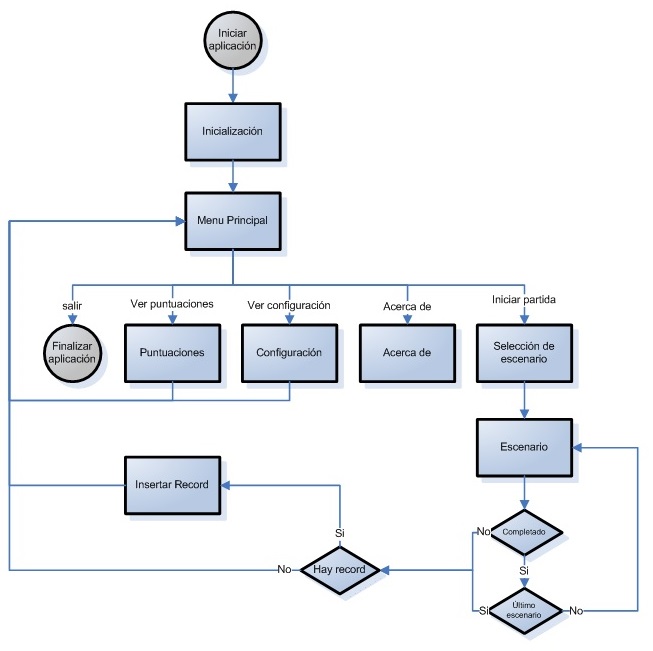 Iniciar
aplicación
Inicialización
Menu Principal
salir
Ver puntuaciones
Ver configuración
Acerca de
Iniciar partida
Finalizar
aplicación
Puntuaciones
Configuración
Acerca de
Selección de
escenario
Escenario
Insertar Record
Si
No
Completado
No
Hay record
Si
Si
Último
escenario
No